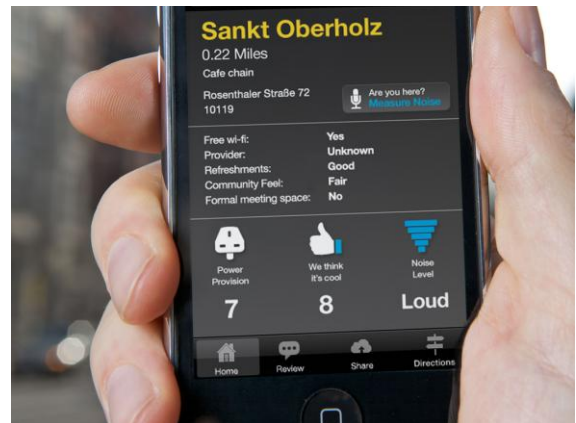 Sankt Oberholz
0.22 Miles
Cafe chain
Rosenthaler Straße 72
10119
Are you here?
Measure Noise
Free wi-fi: Yes
Provider: Unknown
Refreshments: Good
Community Feel: Fair
Formal meeting space: No
Power
Provision
7
We think
it's cool
8
Noise
Level
Loud
Home Review Share Directions